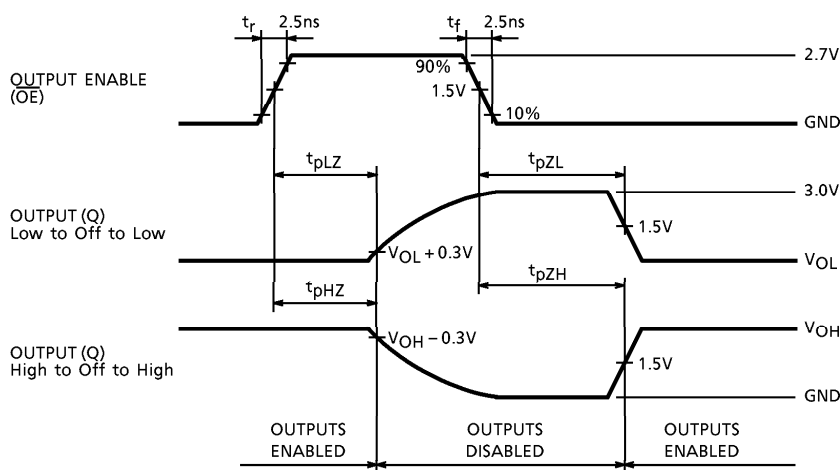 tr 2.5ns tf 2.5ns
2.7V
OUTPUT ENABLE
(OE)
90%
1.5V
10%
GND
tpLZ tpZL
3.0V
OUTPUT (Q)
Low to Off to Low
1.5V
VOL + 0.3V
VOL
tpHZ tpZH
VOH
VOH − 0.3V
OUTPUT (Q)
High to Off to High
1.5V
GND
OUTPUTS
ENABLED
OUTPUTS
DISABLED
OUTPUTS
ENABLED